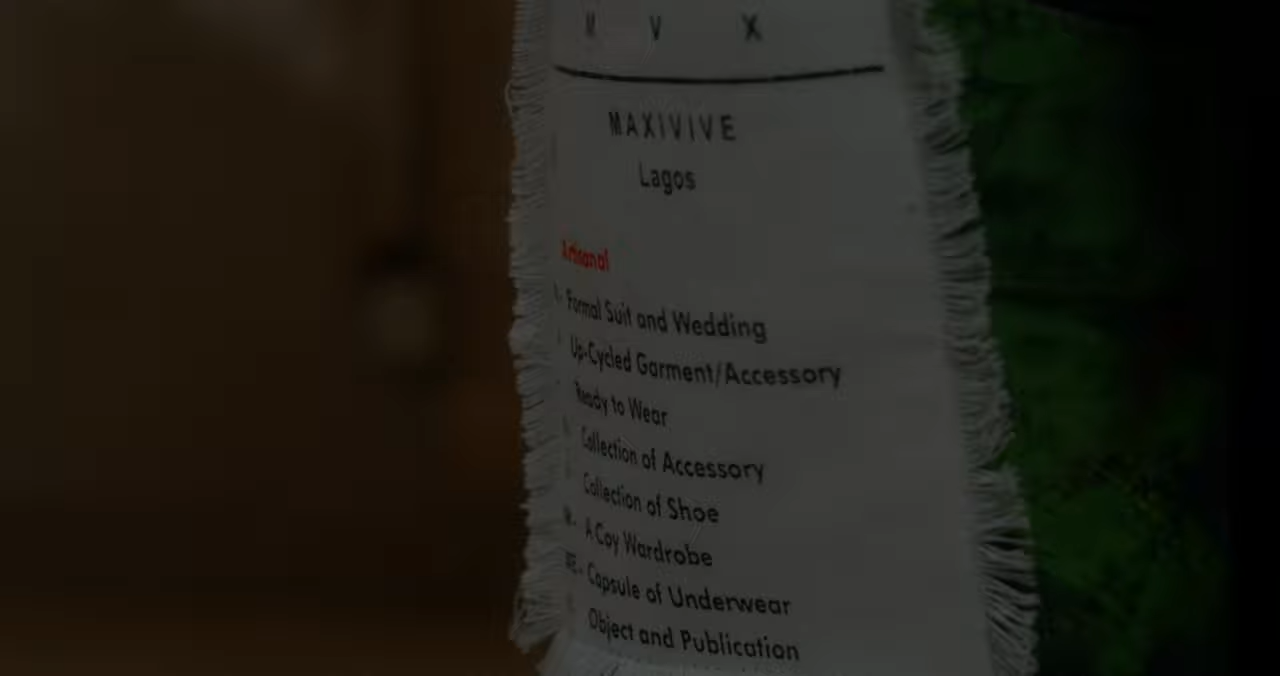 M V X
MAXIVIVE
Lagos
Artisanal
Formal Suit and Wedding
Up-Cycled Garment/Accessory
Ready to Wear
Collection of Accessory
Collection of Shoe
A Coy Wardrobe
Capsule of Underwear
Object and Publication